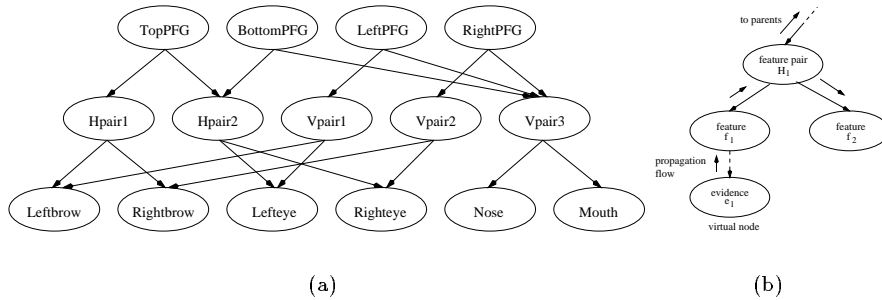 TopPFG BottomPFG LeftPFG RightPFG
Hpair1 Hpair2 Vpair1 Vpair2 Vpair3
Leftbrow Rightbrow Lefteye Righteye Nose Mouth
(a)
to parents
feature pair
H1
feature
f1
feature
f2
propagation
flow
evidence
e1
virtual node
(b)